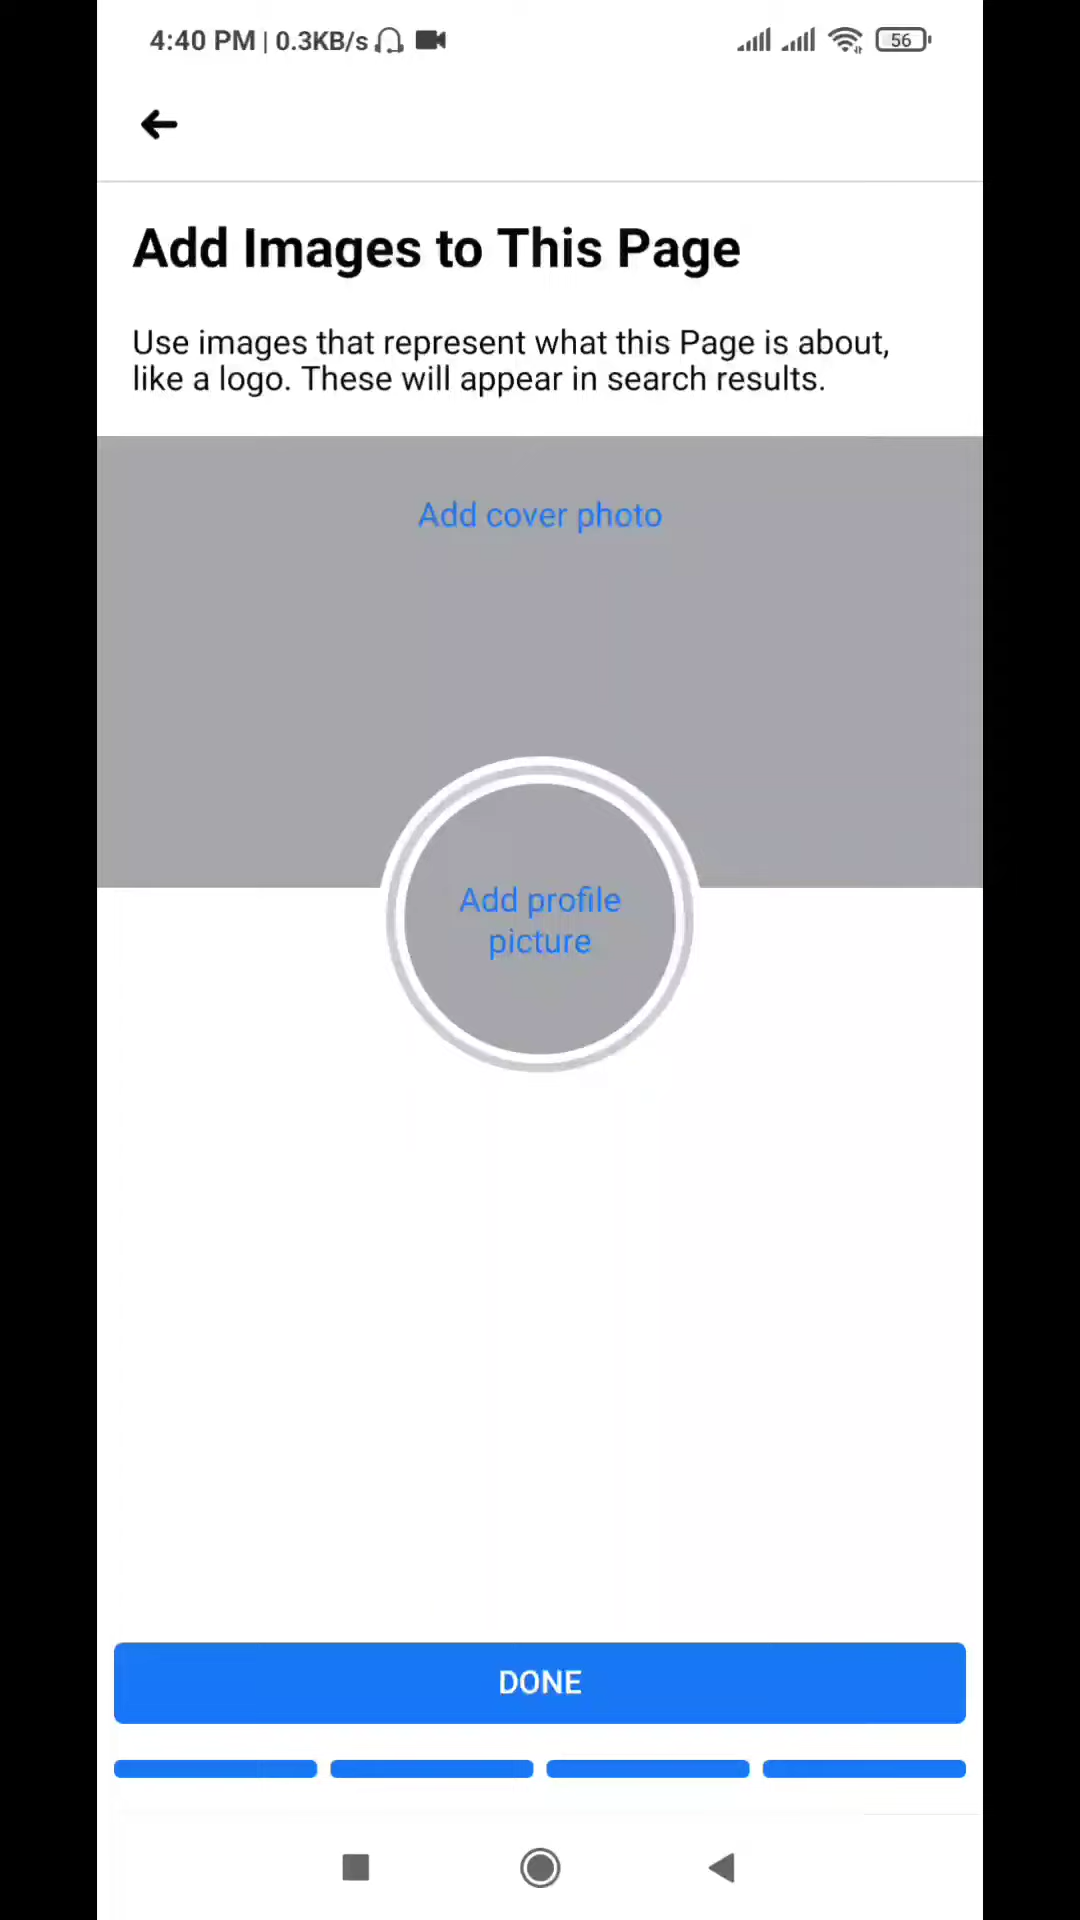 4:40 PM | 0.3KB/s
56
Add Images to This Page
Use images that represent what this Page is about,
like a logo. These will appear in search results.
Add cover photo
Add profile
picture
DONE